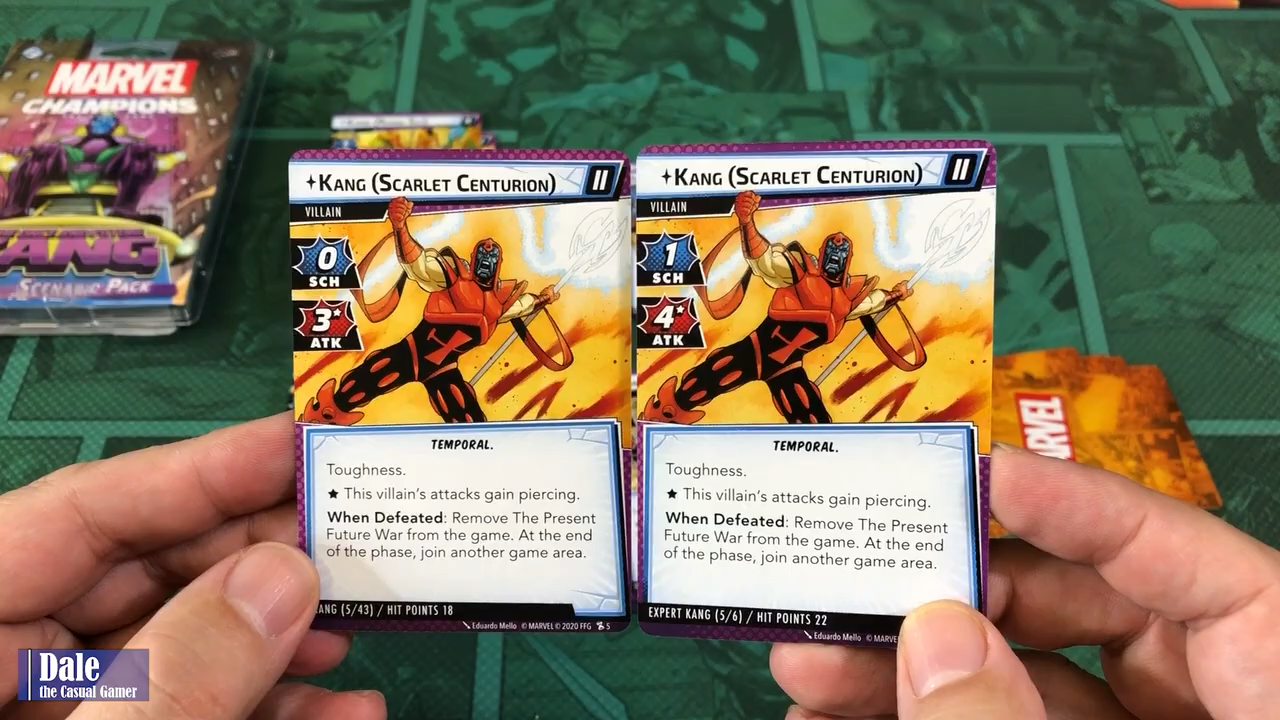 MARVEL
CHAMPIONS
KANG
SCENARIO PACK
Kang (Scarlet Centurion) II
VILLAIN
0
SCH
3★
ATK
TEMPORAL.
Toughness.
★ This villain's attacks gain piercing.
When Defeated: Remove The Present
Future War from the game. At the end
of the phase, join another game area.
KANG (5/43) / HIT POINTS 18
Eduardo Mello © MARVEL © 2020 FFG 5
Kang (Scarlet Centurion) II
VILLAIN
1
SCH
4★
ATK
TEMPORAL.
Toughness.
★ This villain's attacks gain piercing.
When Defeated: Remove The Present
Future War from the game. At the end
of the phase, join another game area.
EXPERT KANG (5/6) / HIT POINTS 22
Eduardo Mello © MARVEL
MARVEL
Dale
the Casual Gamer